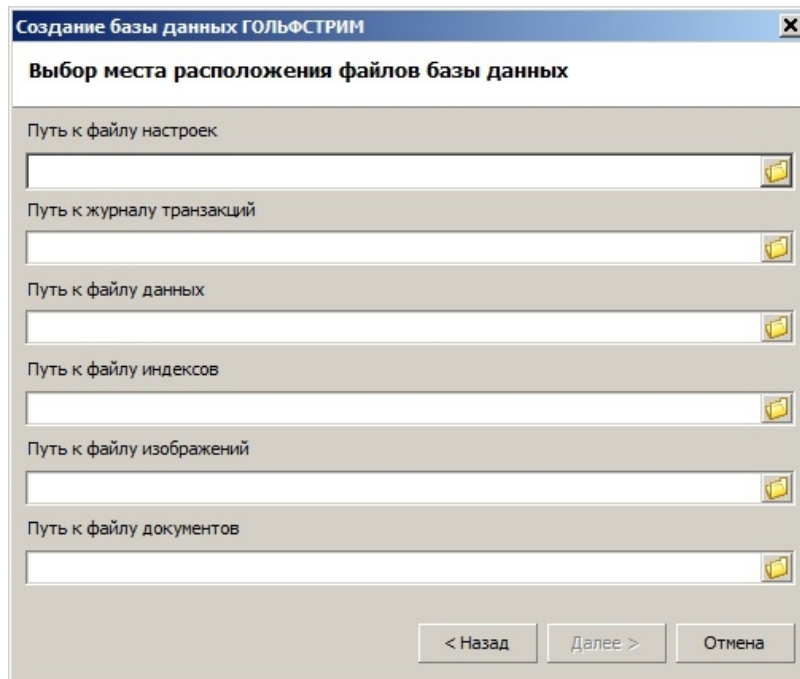 Создание базы данных ГОЛЬФСТРИМ
Выбор места расположения файлов базы данных
Путь к файлу настроек
Путь к журналу транзакций
Путь к файлу данных
Путь к файлу индексов
Путь к файлу изображений
Путь к файлу документов
< Назад Далее > Отмена